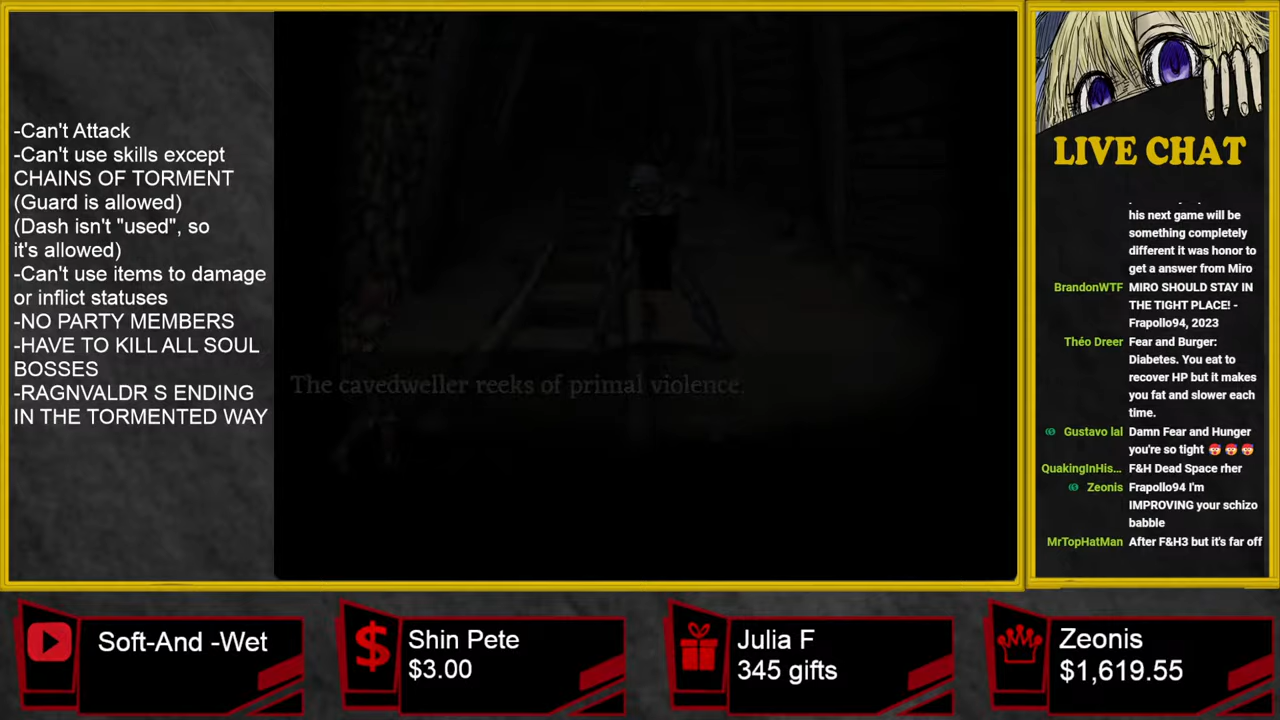 -Can't Attack
-Can't use skills except
CHAINS OF TORMENT
(Guard is allowed)
(Dash isn't "used", so
it's allowed)
-Can't use items to damage
or inflict statuses
-NO PARTY MEMBERS
-HAVE TO KILL ALL SOUL
BOSSES
-RAGNVALDR S ENDING
IN THE TORMENTED WAY
The cavedweller reeks of primal violence.
LIVE CHAT
his next game will be
something completely
different it was honor to
get a answer from Miro
BrandonWTF MIRO SHOULD STAY IN
THE TIGHT PLACE! -
Frapollo94, 2023
Théo Dreer Fear and Burger:
Diabetes. You eat to
recover HP but it makes
you fat and slower each
time.
Gustavo lal Damn Fear and Hunger
you're so tight
QuakingInHis... F&H Dead Space rher
Zeonis Frapollo94 I'm
IMPROVING your schizo
babble
MrTopHatMan After F&H3 but it's far off
Soft-And -Wet
Shin Pete
$3.00
Julia F
345 gifts
Zeonis
$1,619.55